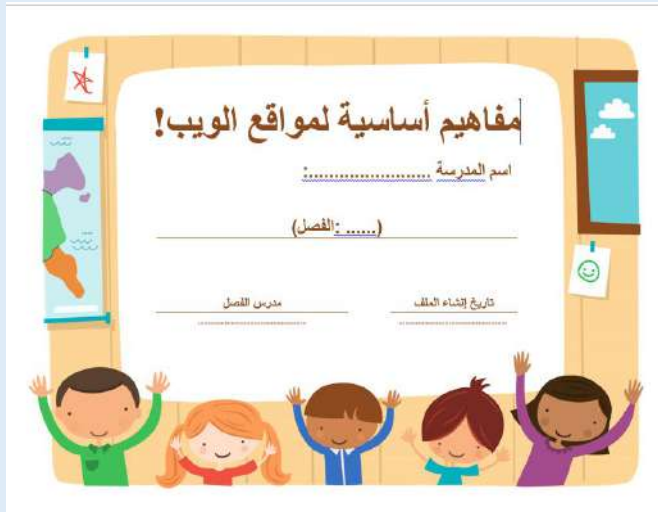 مفاهيم أساسية لمواقع الويب!
اسم المدرسة ........................:
(...... :الفصل)
تاريخ إنشاء الملف
مدرس الفصل